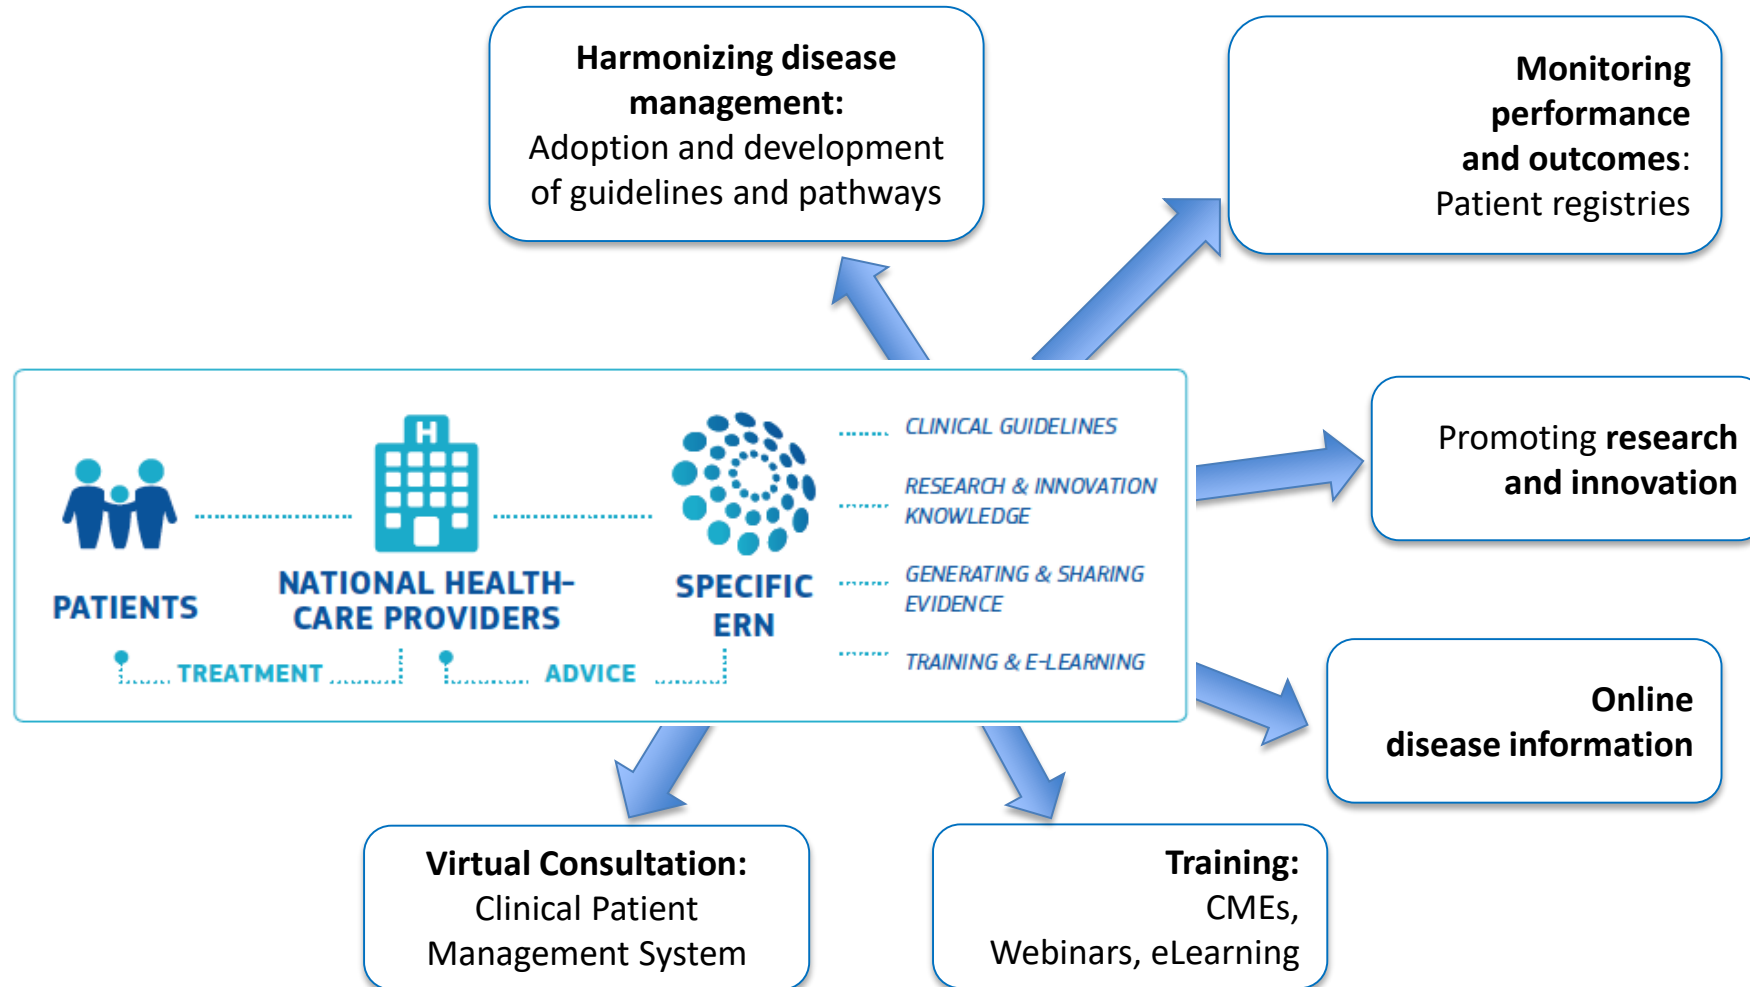 Harmonizing disease
management:
Adoption and development
of guidelines and pathways
Monitoring
performance
and outcomes:
Patient registries
H
PATIENTS
NATIONAL HEALTH-
CARE PROVIDERS
SPECIFIC
ERN
TREATMENT
ADVICE
CLINICAL GUIDELINES
RESEARCH & INNOVATION
KNOWLEDGE
GENERATING & SHARING
EVIDENCE
TRAINING & E-LEARNING
Promoting research
and innovation
Online
disease information
Virtual Consultation:
Clinical Patient
Management System
Training:
CMEs,
Webinars, eLearning